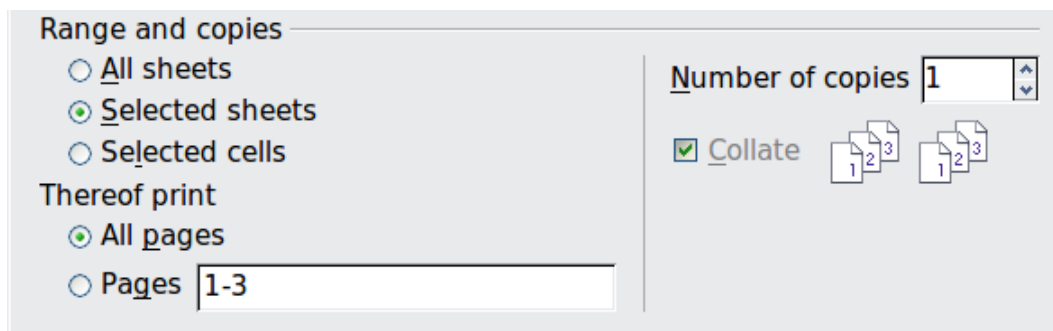 Range and copies
All sheets
Selected sheets
Selected cells
Thereof print
All pages
Pages 1-3
Number of copies 1
Collate 1 2 3 1 2 3